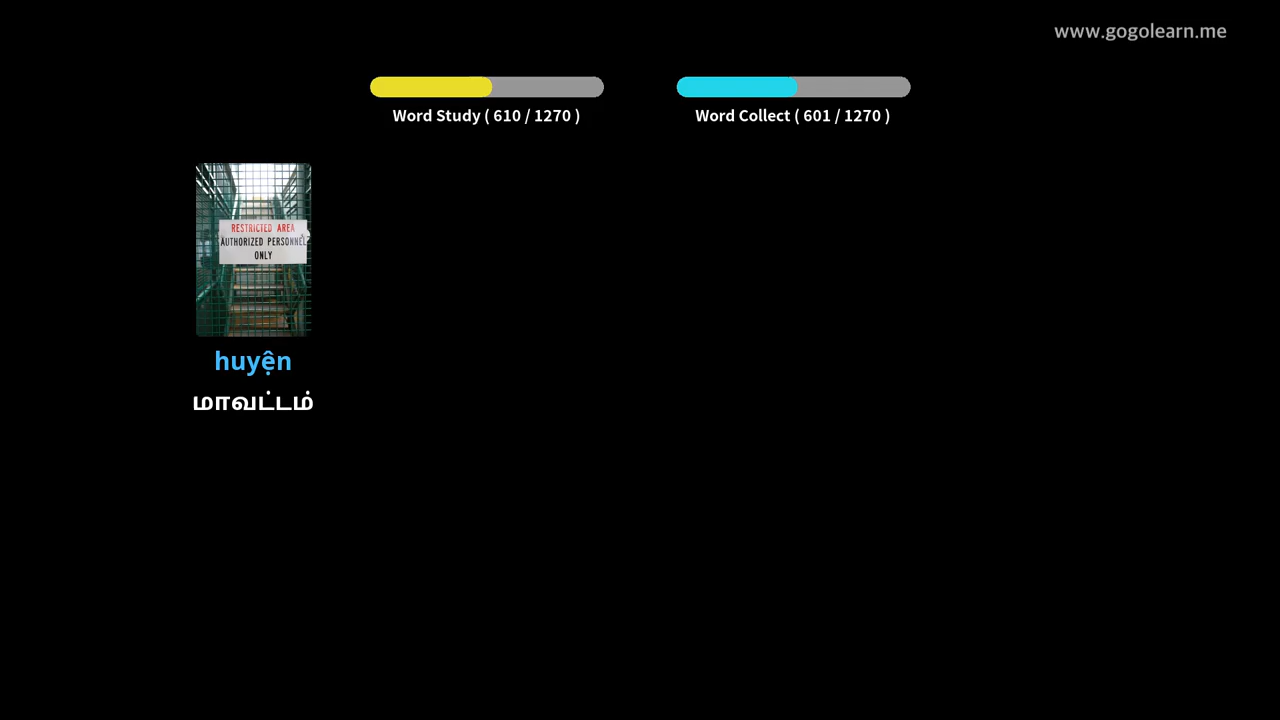 www.gogolearn.me
Word Study ( 610 / 1270 )
Word Collect ( 601 / 1270 )
RESTRICTED AREA
AUTHORIZED PERSONNEL
ONLY
huyện
மாவட்டம்